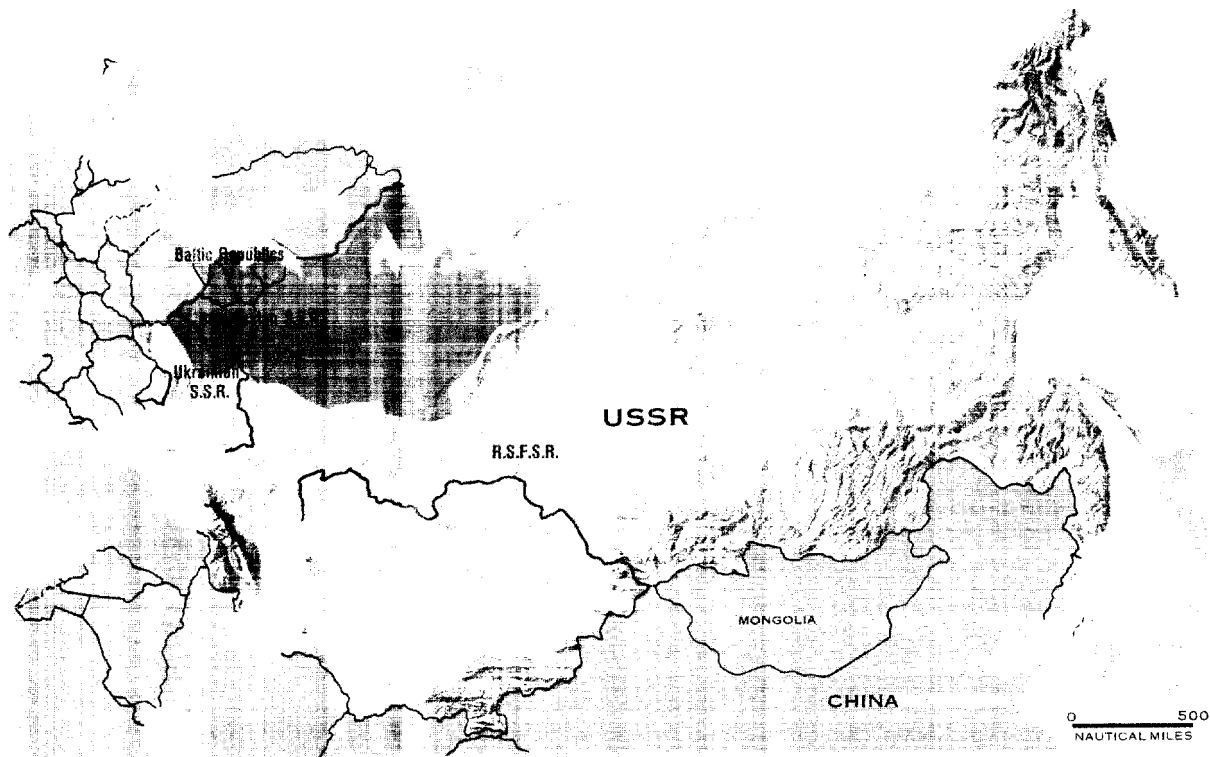 Baltic Republics
Ukrainian
S.S.R.
USSR
R.S.F.S.R.
MONGOLIA
CHINA
0 500
NAUTICAL MILES